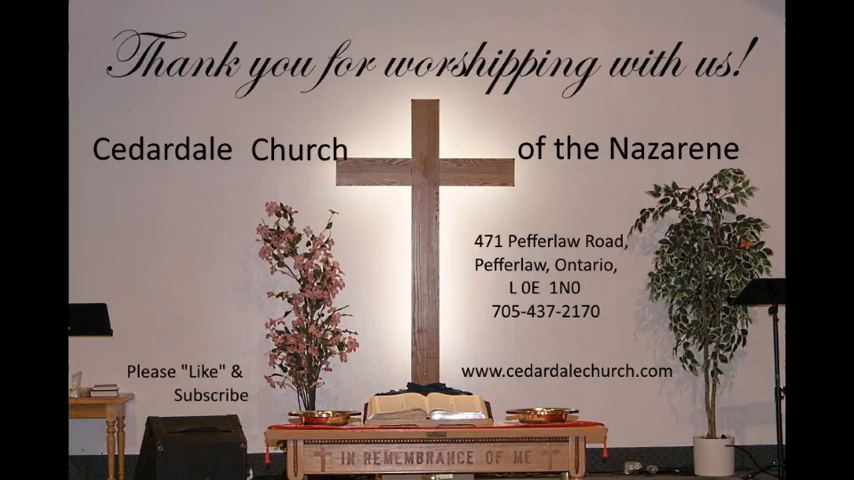 Thank you for worshipping with us!
Cedardale Church of the Nazarene
471 Pefferlaw Road,
Pefferlaw, Ontario,
L 0E 1N0
705-437-2170
Please "Like" &
Subscribe
www.cedardalechurch.com
IN REMEMBRANCE OF ME